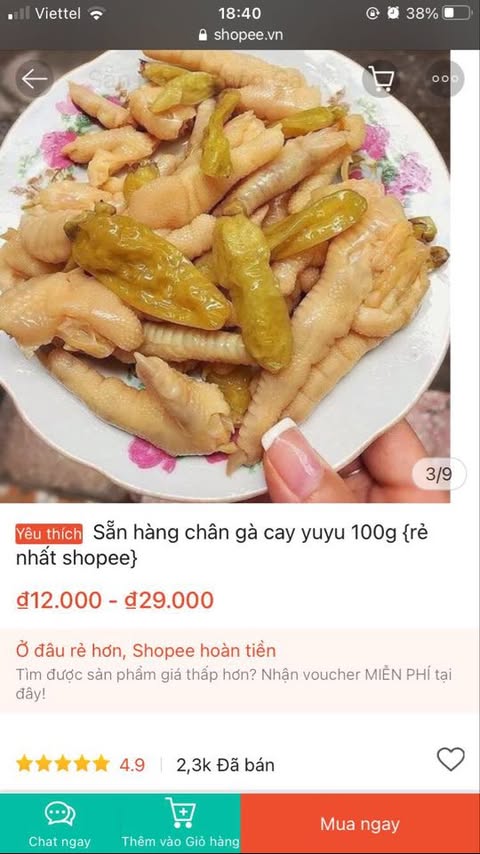 Viettel 18:40 38%
shopee.vn
3/9
Yêu thích Sẵn hàng chân gà cay yuyu 100g {rẻ
nhất shopee}
₫12.000 - ₫29.000
Ở đâu rẻ hơn, Shopee hoàn tiền
Tìm được sản phẩm giá thấp hơn? Nhận voucher MIỄN PHÍ tại
đây!
4.9 2,3k Đã bán
Chat ngay Thêm vào Giỏ hàng Mua ngay